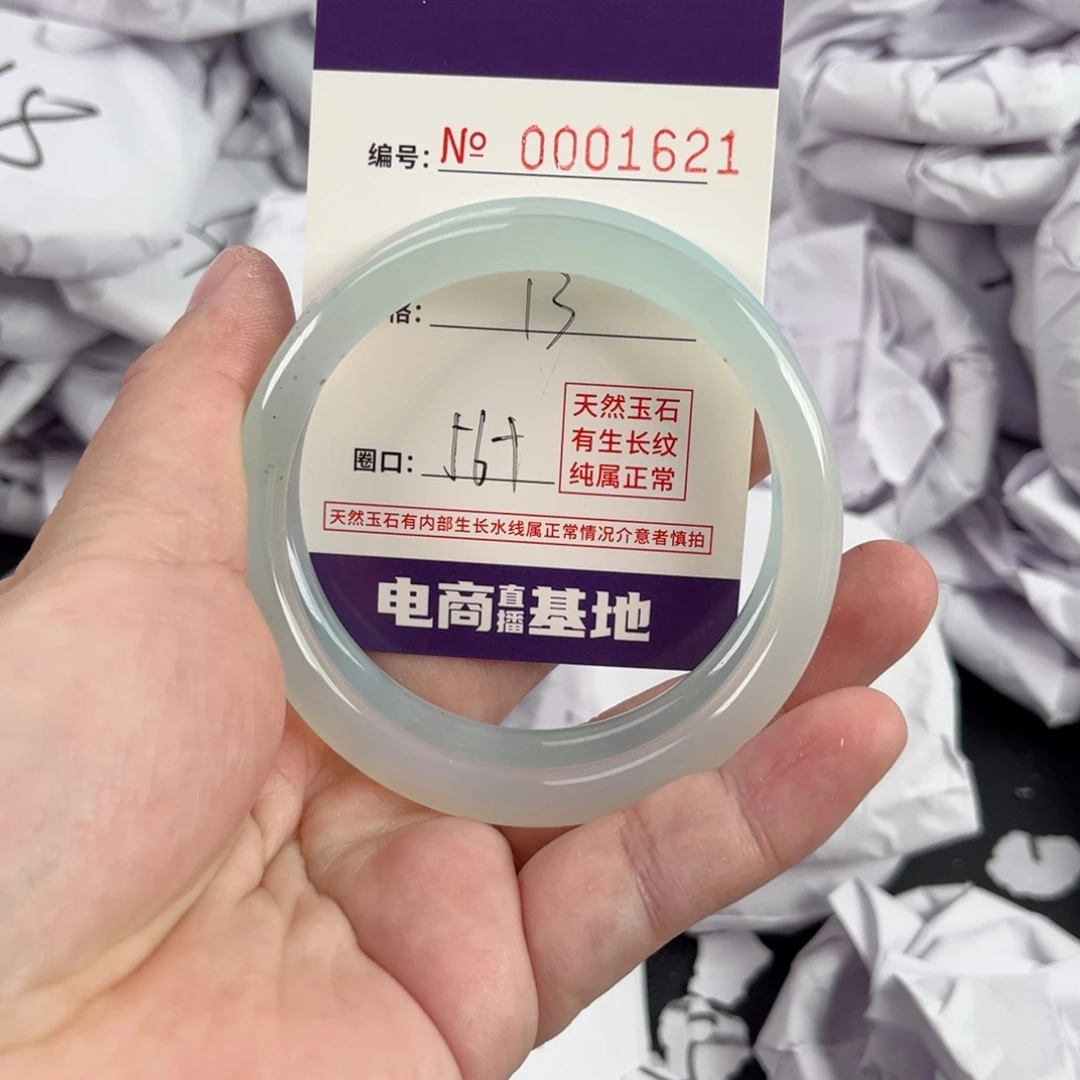 编号: № 0001621
格: 13
圈口: 56+
天然玉石
有生长纹
纯属正常
天然玉石有内部生长水线属正常情况介意者慎拍
电商直播基地